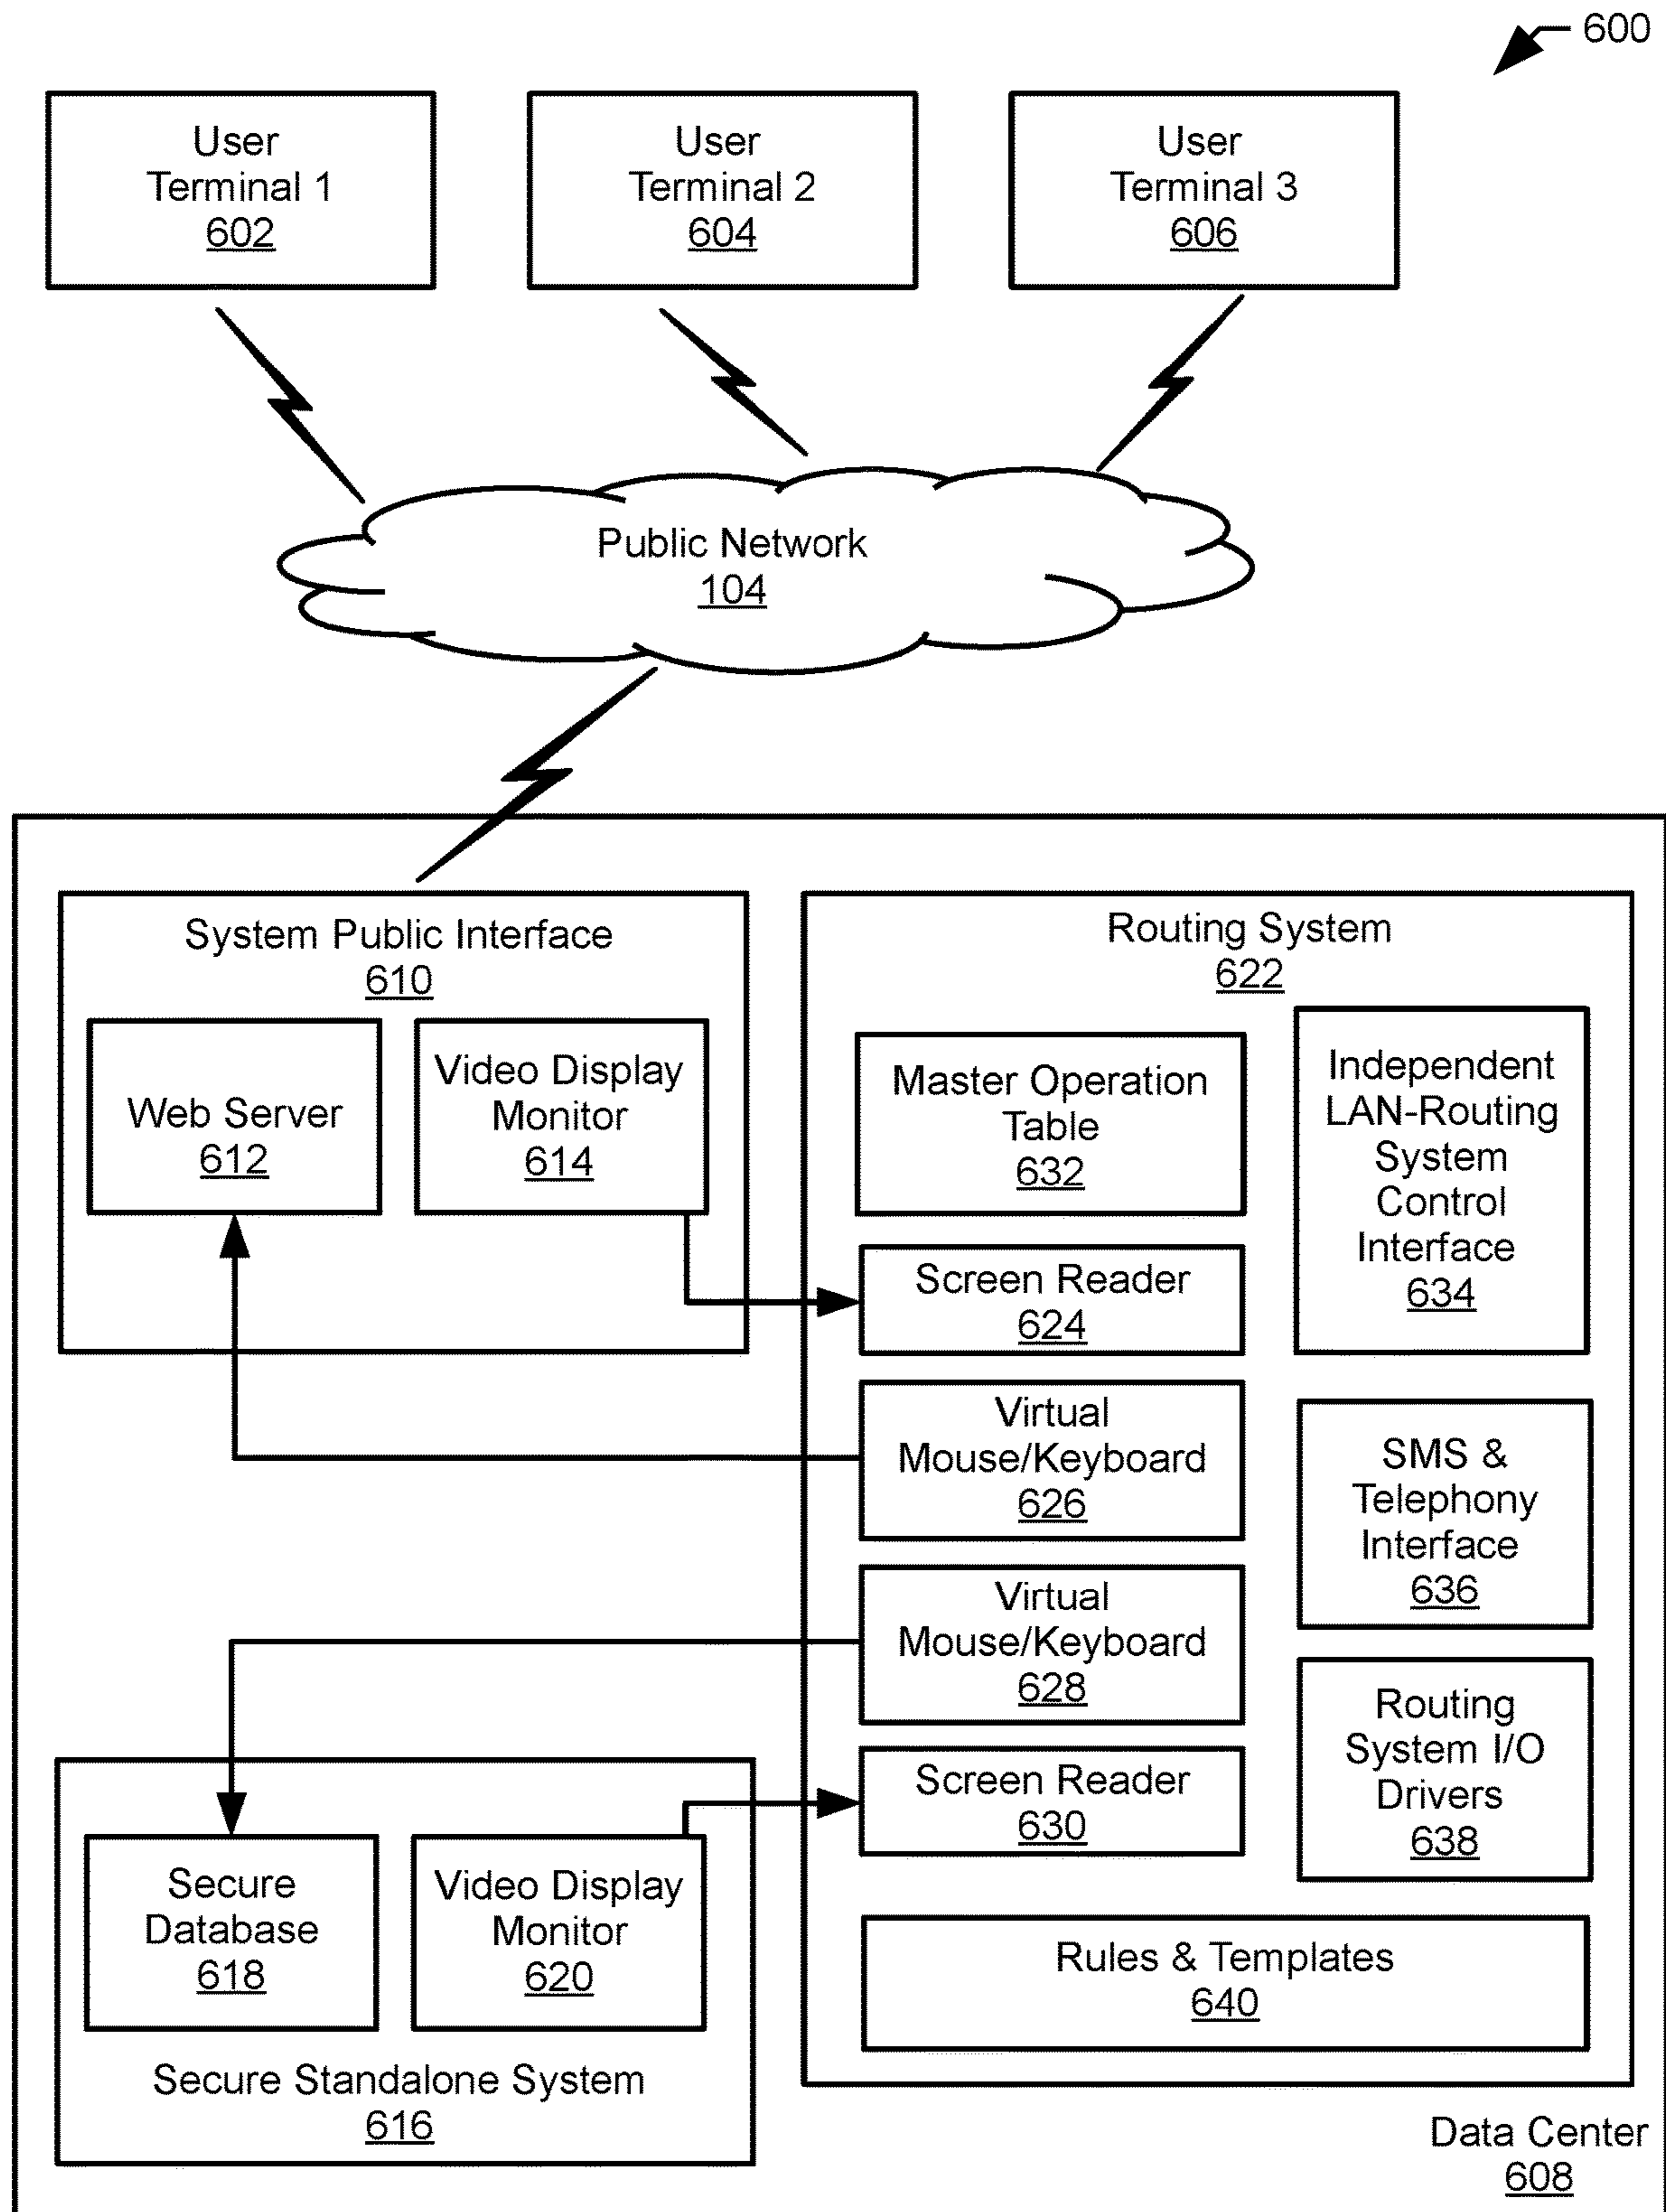 600
User
Terminal 1
602
User
Terminal 2
604
User
Terminal 3
606
Public Network
104
System Public Interface
610
Web Server
612
Video Display
Monitor
614
Routing System
622
Master Operation
Table
632
Independent
LAN-Routing
System
Control
Interface
634
Screen Reader
624
Virtual
Mouse/Keyboard
626
SMS &
Telephony
Interface
636
Virtual
Mouse/Keyboard
628
Routing
System I/O
Drivers
638
Screen Reader
630
Secure
Database
618
Video Display
Monitor
620
Secure Standalone System
616
Rules & Templates
640
Data Center
608